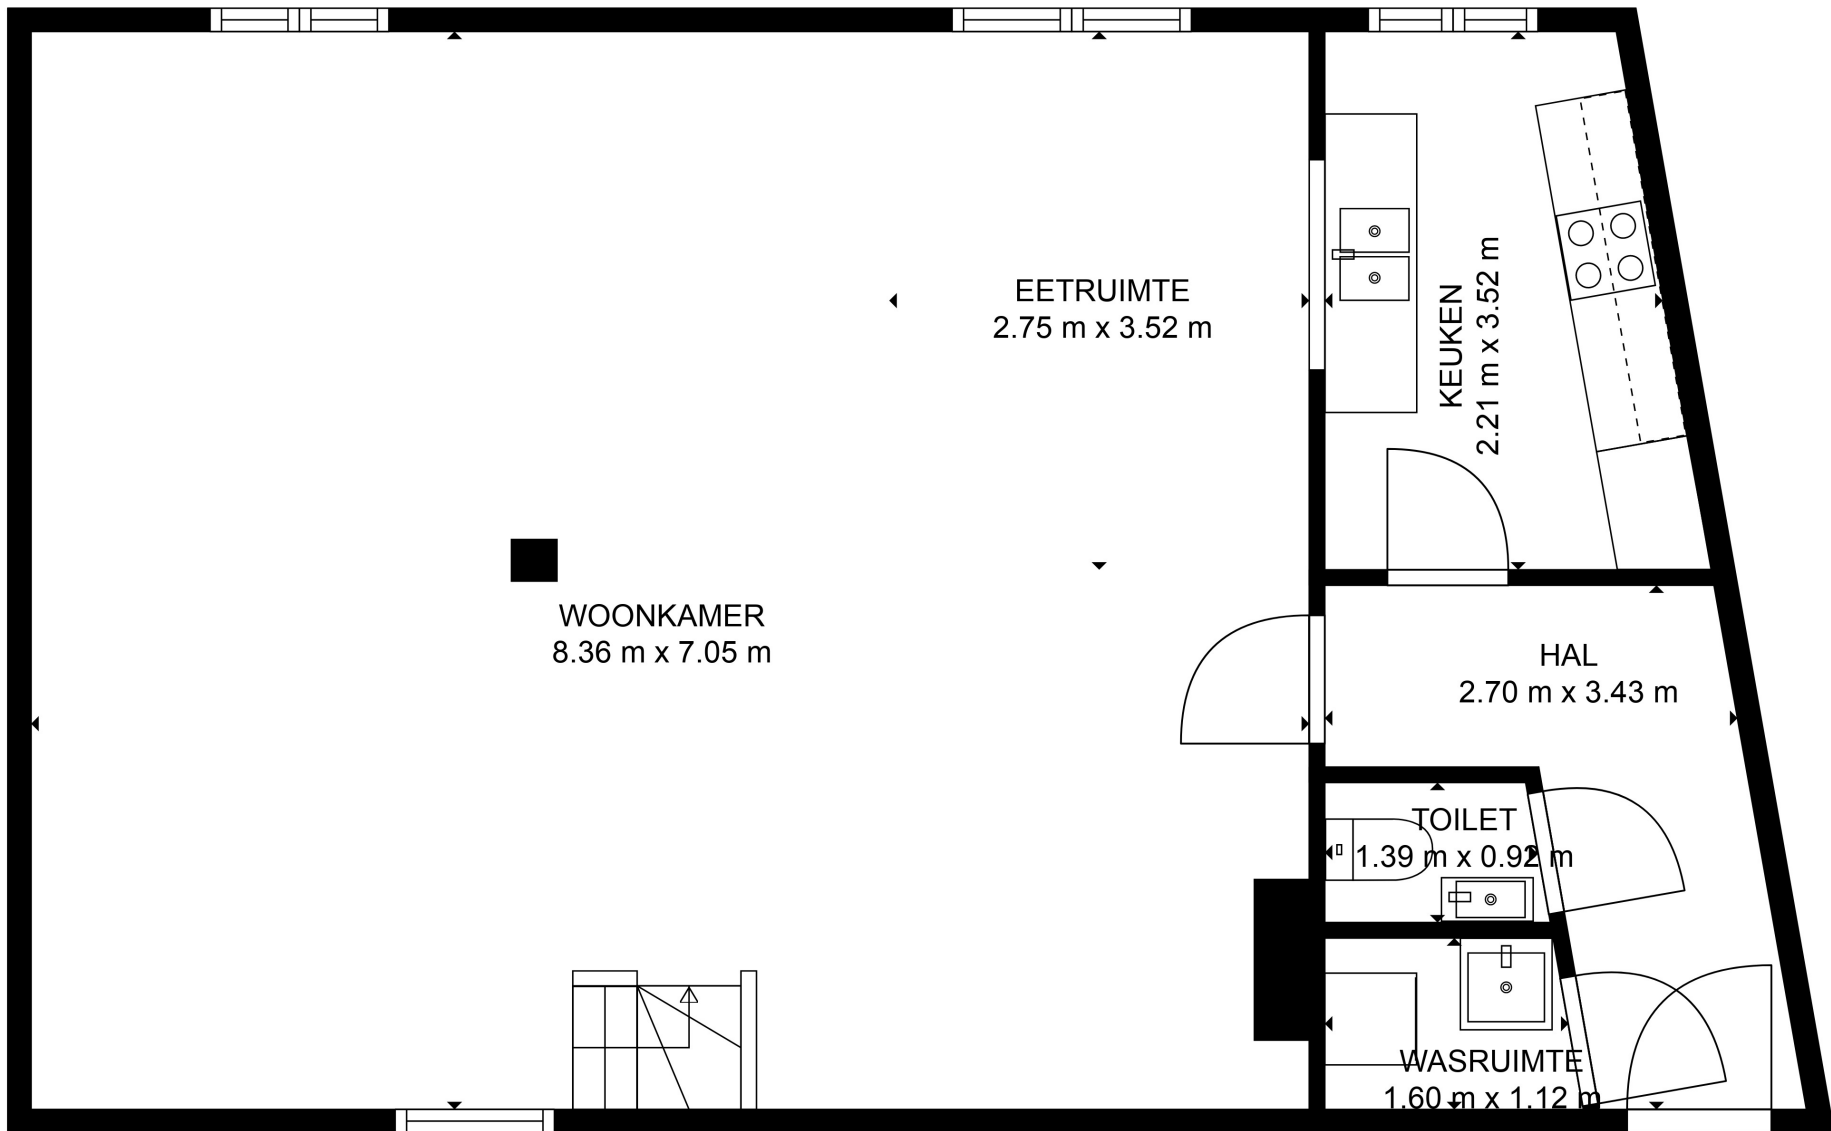 EETRUIMTE
2.75 m x 3.52 m
KEUKEN
2.21 m x 3.52 m
WOONKAMER
8.36 m x 7.05 m
HAL
2.70 m x 3.43 m
TOILET
1.39 m x 0.92 m
WASRUIMTE
1.60 m x 1.12 m